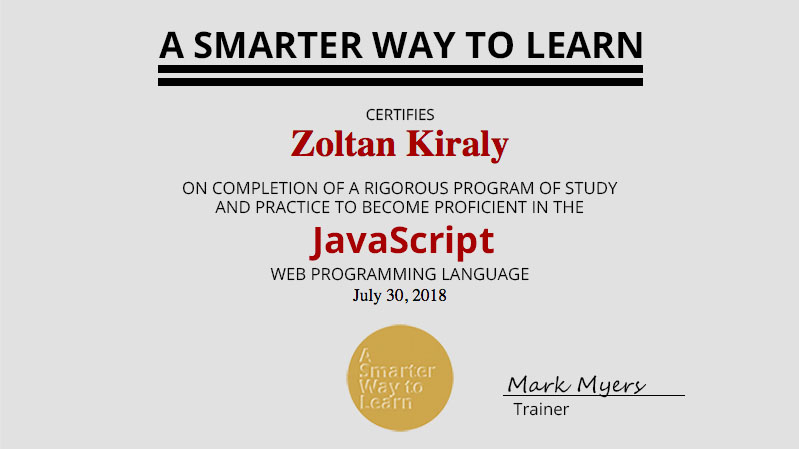 A SMARTER WAY TO LEARN
CERTIFIES
Zoltan Kiraly
ON COMPLETION OF A RIGOROUS PROGRAM OF STUDY
AND PRACTICE TO BECOME PROFICIENT IN THE
JavaScript
WEB PROGRAMMING LANGUAGE
July 30, 2018
A
Smarter
Way to
Learn
Mark Myers
Trainer